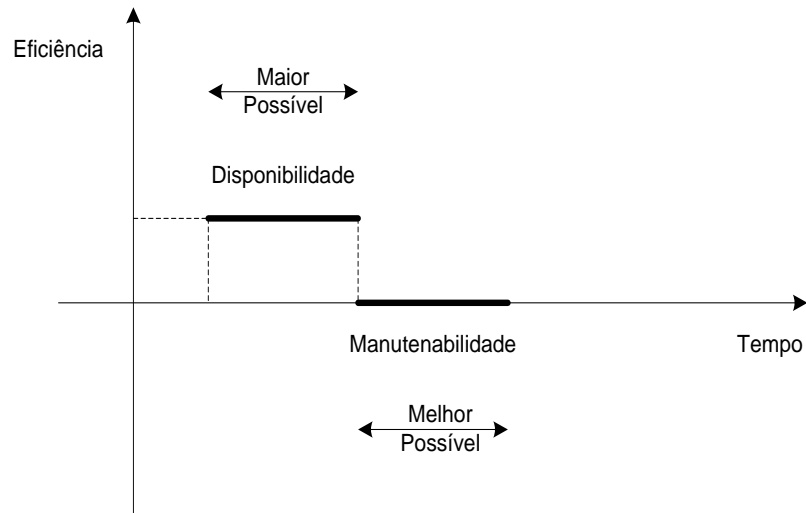 Eficiência
Maior
Possível
Disponibilidade
Manutenabilidade
Tempo
Melhor
Possível